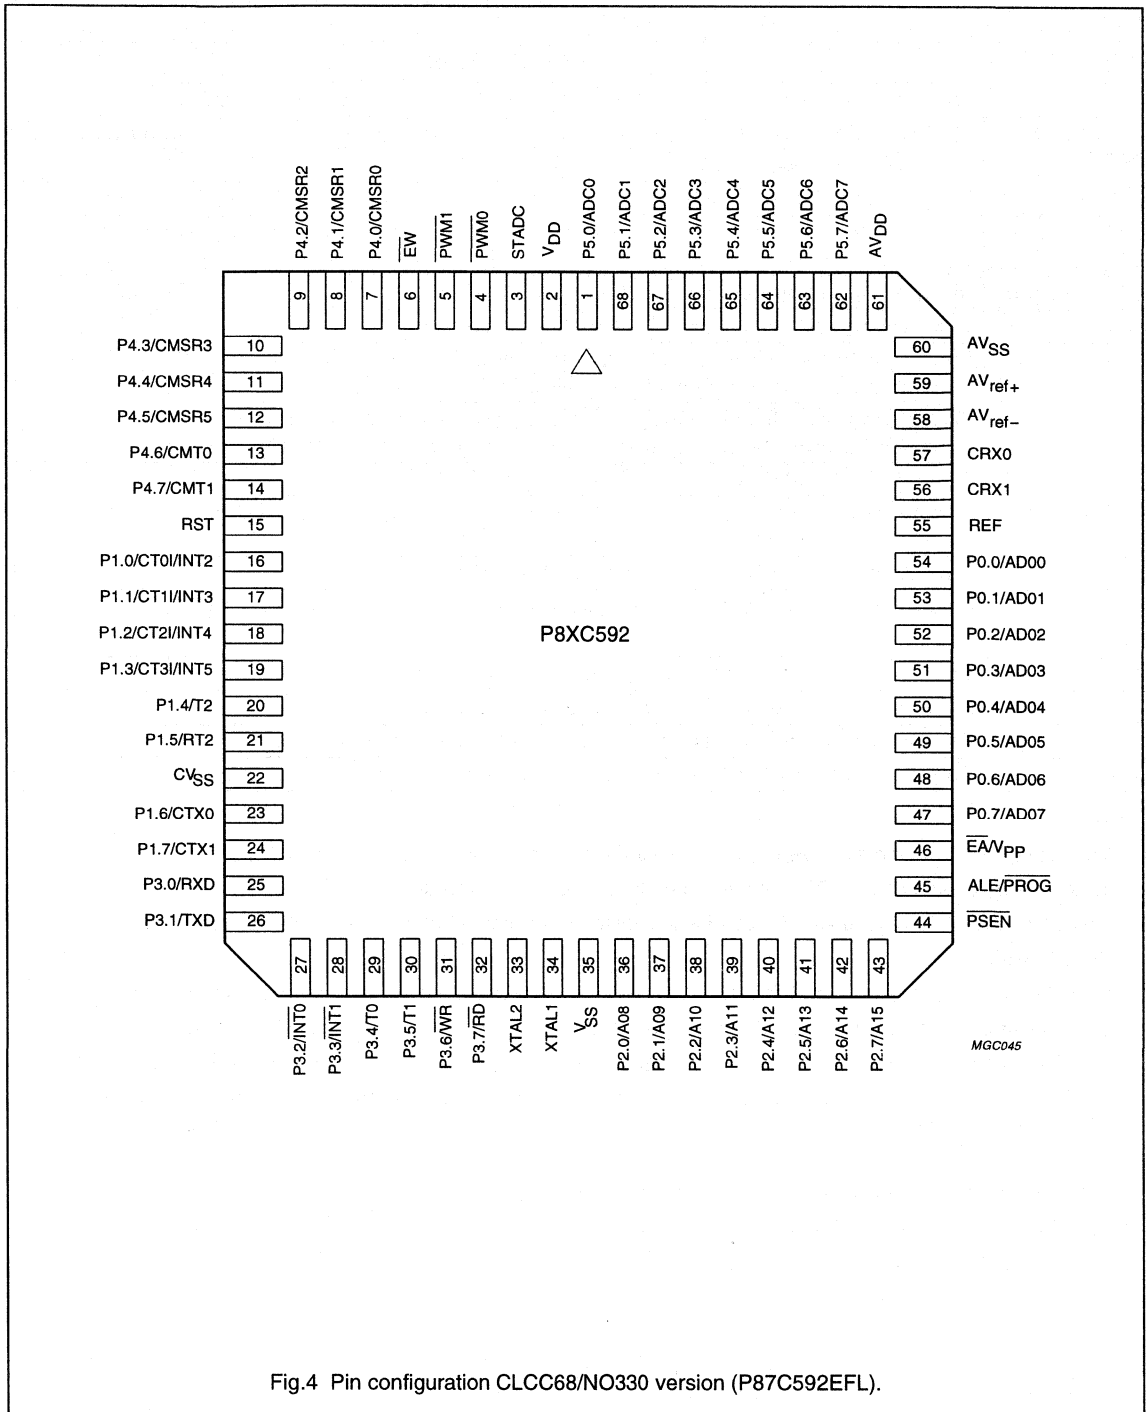 P4.2/CMSR2
P4.1/CMSR1
P4.0/CMSR0
EW
PWM1
PWM0
STADC
VDD
P5.0/ADC0
P5.1/ADC1
P5.2/ADC2
P5.3/ADC3
P5.4/ADC4
P5.5/ADC5
P5.6/ADC6
P5.7/ADC7
AVDD
9 8 7 6 5 4 3 2 1 68 67 66 65 64 63 62 61
P4.3/CMSR3 10
P4.4/CMSR4 11
P4.5/CMSR5 12
P4.6/CMT0 13
P4.7/CMT1 14
RST 15
P1.0/CT0I/INT2 16
P1.1/CT1I/INT3 17
P1.2/CT2I/INT4 18
P1.3/CT3I/INT5 19
P1.4/T2 20
P1.5/RT2 21
CVSS 22
P1.6/CTX0 23
P1.7/CTX1 24
P3.0/RXD 25
P3.1/TXD 26
P8XC592
60 AVSS
59 AVref+
58 AVref−
57 CRX0
56 CRX1
55 REF
54 P0.0/AD00
53 P0.1/AD01
52 P0.2/AD02
51 P0.3/AD03
50 P0.4/AD04
49 P0.5/AD05
48 P0.6/AD06
47 P0.7/AD07
46 EA/VPP
45 ALE/PROG
44 PSEN
27 28 29 30 31 32 33 34 35 36 37 38 39 40 41 42 43
P3.2/INT0
P3.3/INT1
P3.4/T0
P3.5/T1
P3.6/WR
P3.7/RD
XTAL2
XTAL1
VSS
P2.0/A08
P2.1/A09
P2.2/A10
P2.3/A11
P2.4/A12
P2.5/A13
P2.6/A14
P2.7/A15
MGC045
Fig.4 Pin configuration CLCC68/NO330 version (P87C592EFL).